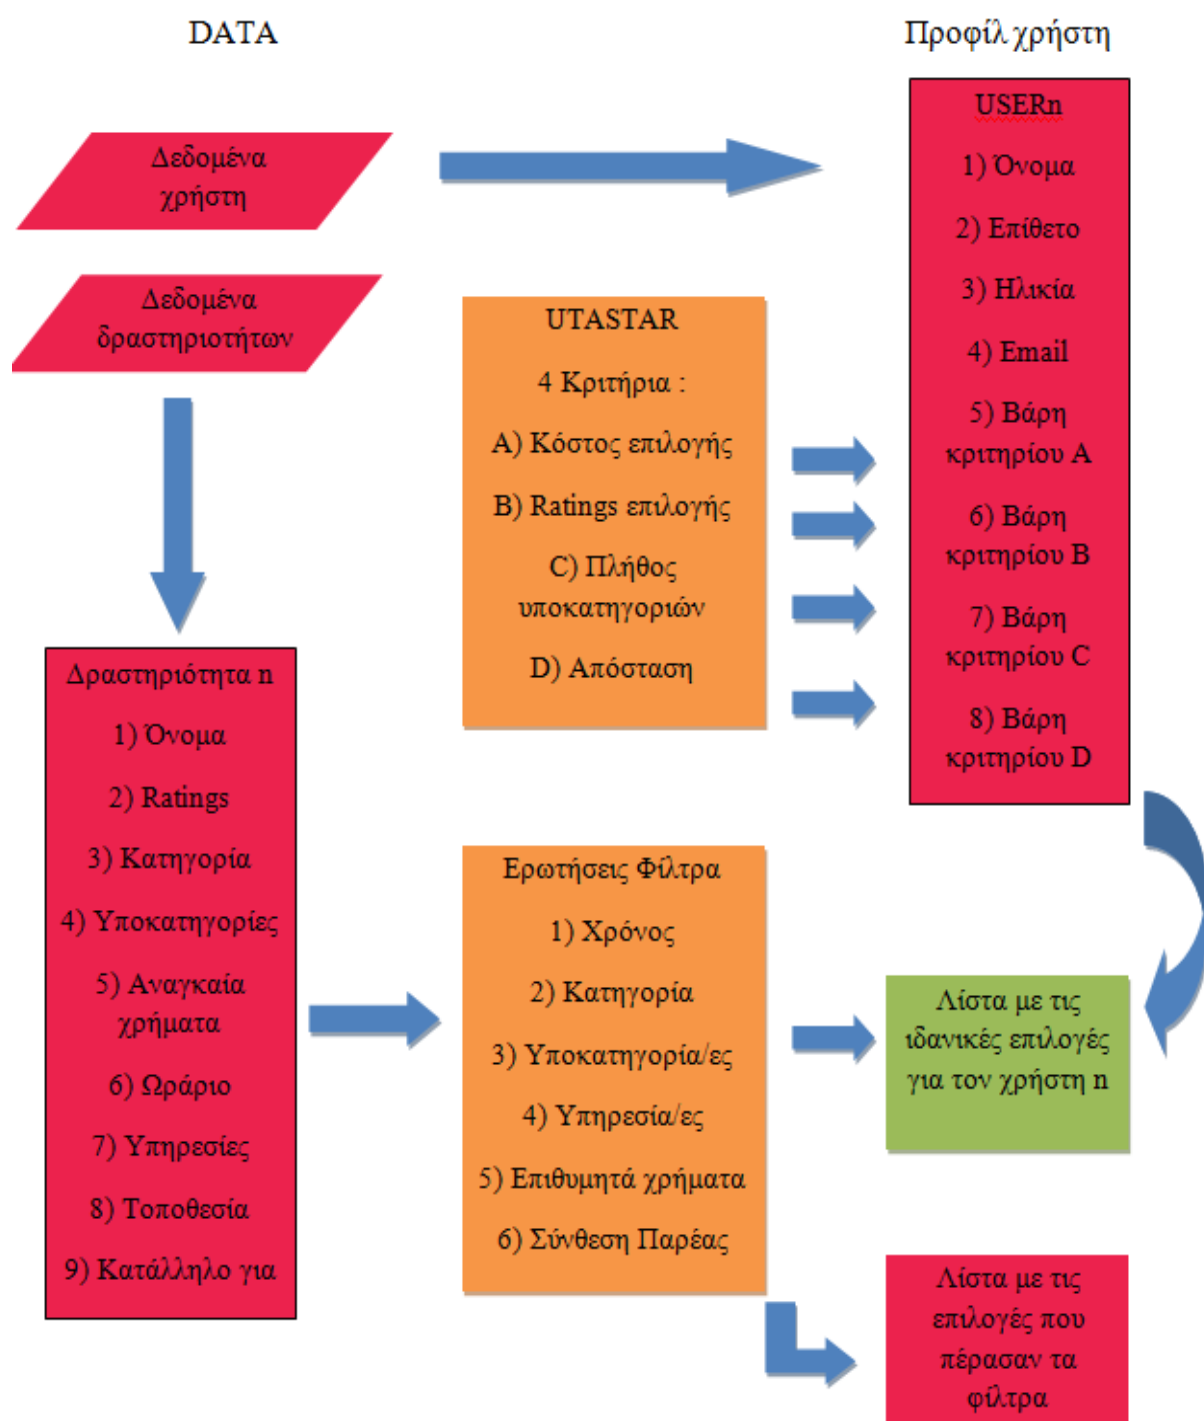 DATA
Προφίλ χρήστη
Δεδομένα
χρήστη
Δεδομένα
δραστηριοτήτων
USERn
1) Όνομα
2) Επίθετο
3) Ηλικία
4) Email
5) Βάρη
κριτηρίου A
6) Βάρη
κριτηρίου B
7) Βάρη
κριτηρίου C
8) Βάρη
κριτηρίου D
UTASTAR
4 Κριτήρια :
A) Κόστος επιλογής
B) Ratings επιλογής
C) Πλήθος
υποκατηγοριών
D) Απόσταση
Δραστηριότητα n
1) Όνομα
2) Ratings
3) Κατηγορία
4) Υποκατηγορίες
5) Αναγκαία
χρήματα
6) Ωράριο
7) Υπηρεσίες
8) Τοποθεσία
9) Κατάλληλο για
Ερωτήσεις Φίλτρα
1) Χρόνος
2) Κατηγορία
3) Υποκατηγορία/ες
4) Υπηρεσία/ες
5) Επιθυμητά χρήματα
6) Σύνθεση Παρέας
Λίστα με τις
ιδανικές επιλογές
για τον χρήστη n
Λίστα με τις
επιλογές που
πέρασαν τα
φίλτρα